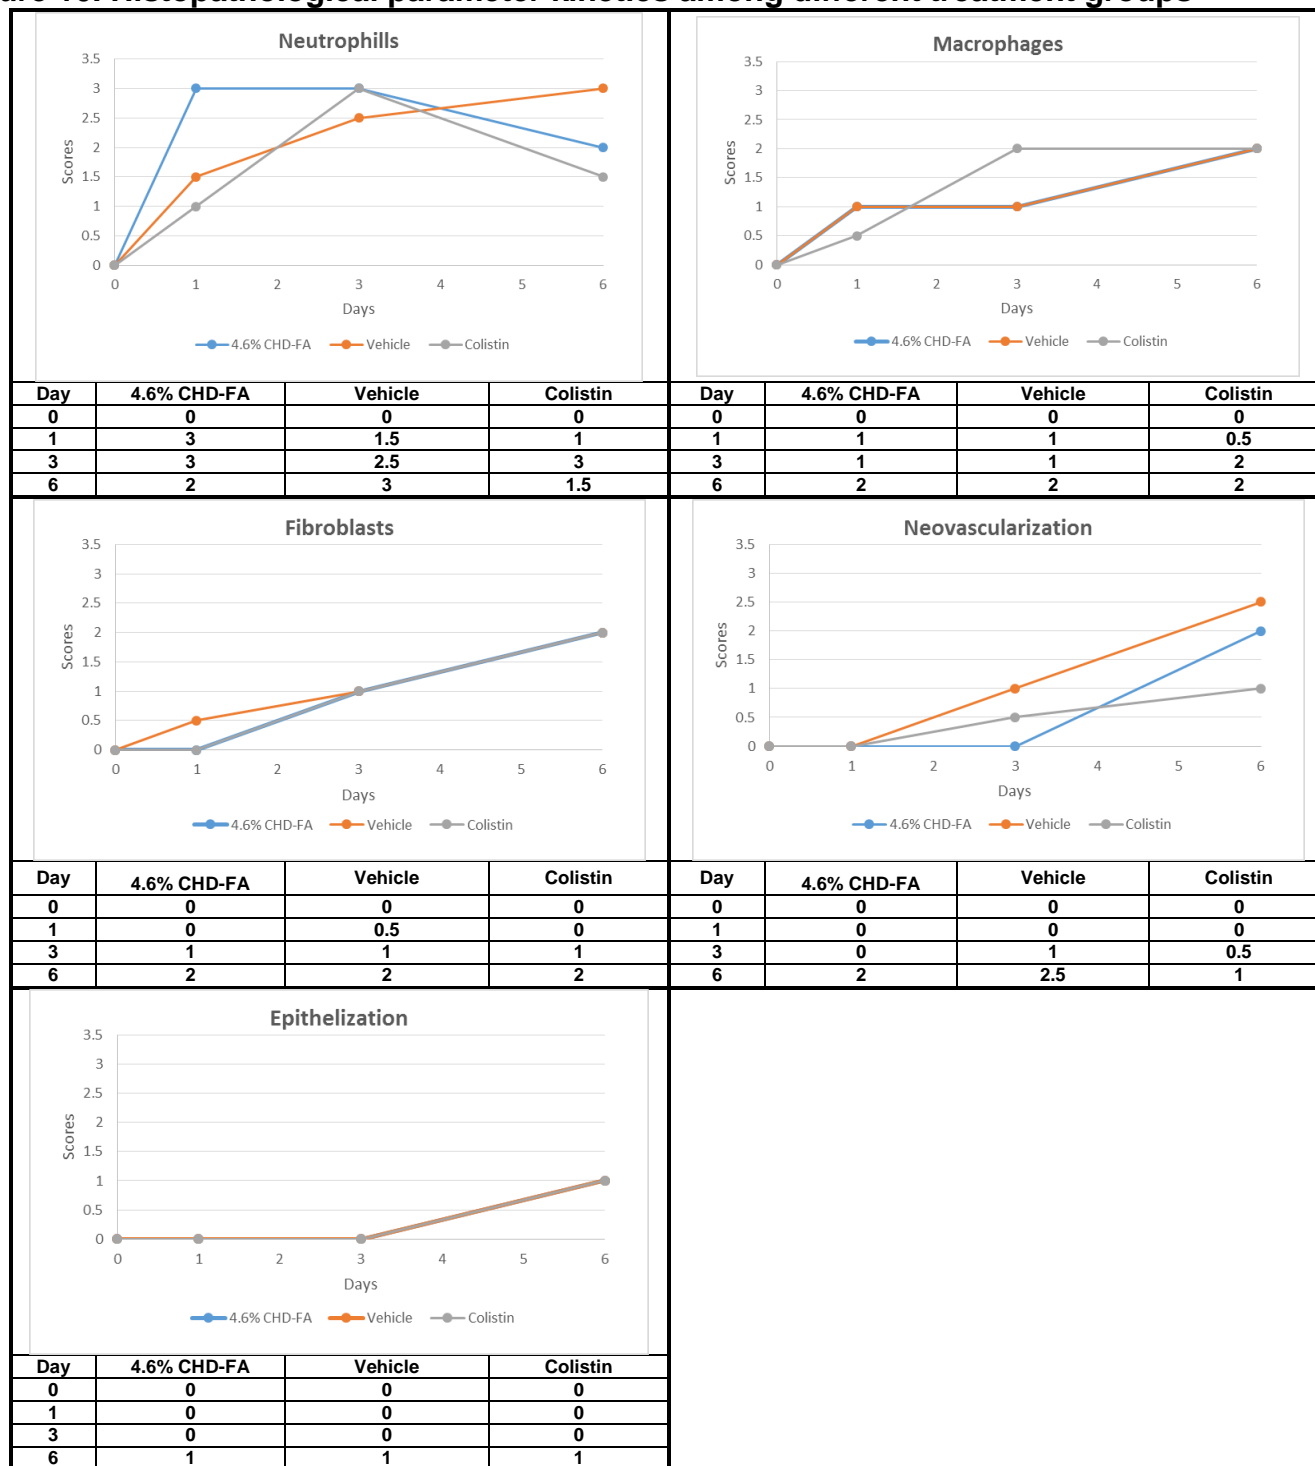 Histopathological parameter kinetics among different treatment groups
Neutrophills
3.5
3
2.5
2
1.5
1
0.5
0
Scores
0 1 2 3 4 5 6
Days
4.6% CHD-FA Vehicle Colistin
Day 4.6% CHD-FA Vehicle Colistin
0 0 0 0
1 3 1.5 1
3 3 2.5 3
6 2 3 1.5
Macrophages
3.5
3
2.5
2
1.5
1
0.5
0
Scores
0 1 2 3 4 5 6
Days
4.6% CHD-FA Vehicle Colistin
Day 4.6% CHD-FA Vehicle Colistin
0 0 0 0
1 1 1 0.5
3 1 1 2
6 2 2 2
Fibroblasts
3.5
3
2.5
2
1.5
1
0.5
0
Scores
0 1 2 3 4 5 6
Days
4.6% CHD-FA Vehicle Colistin
Day 4.6% CHD-FA Vehicle Colistin
0 0 0 0
1 0 0.5 0
3 1 1 1
6 2 2 2
Neovascularization
3.5
3
2.5
2
1.5
1
0.5
0
Scores
0 1 2 3 4 5 6
Days
4.6% CHD-FA Vehicle Colistin
Day 4.6% CHD-FA Vehicle Colistin
0 0 0 0
1 0 0 0
3 0 1 0.5
6 2 2.5 1
Epithelization
3.5
3
2.5
2
1.5
1
0.5
0
Scores
0 1 2 3 4 5 6
Days
4.6% CHD-FA Vehicle Colistin
Day 4.6% CHD-FA Vehicle Colistin
0 0 0 0
1 0 0 0
3 0 0 0
6 1 1 1